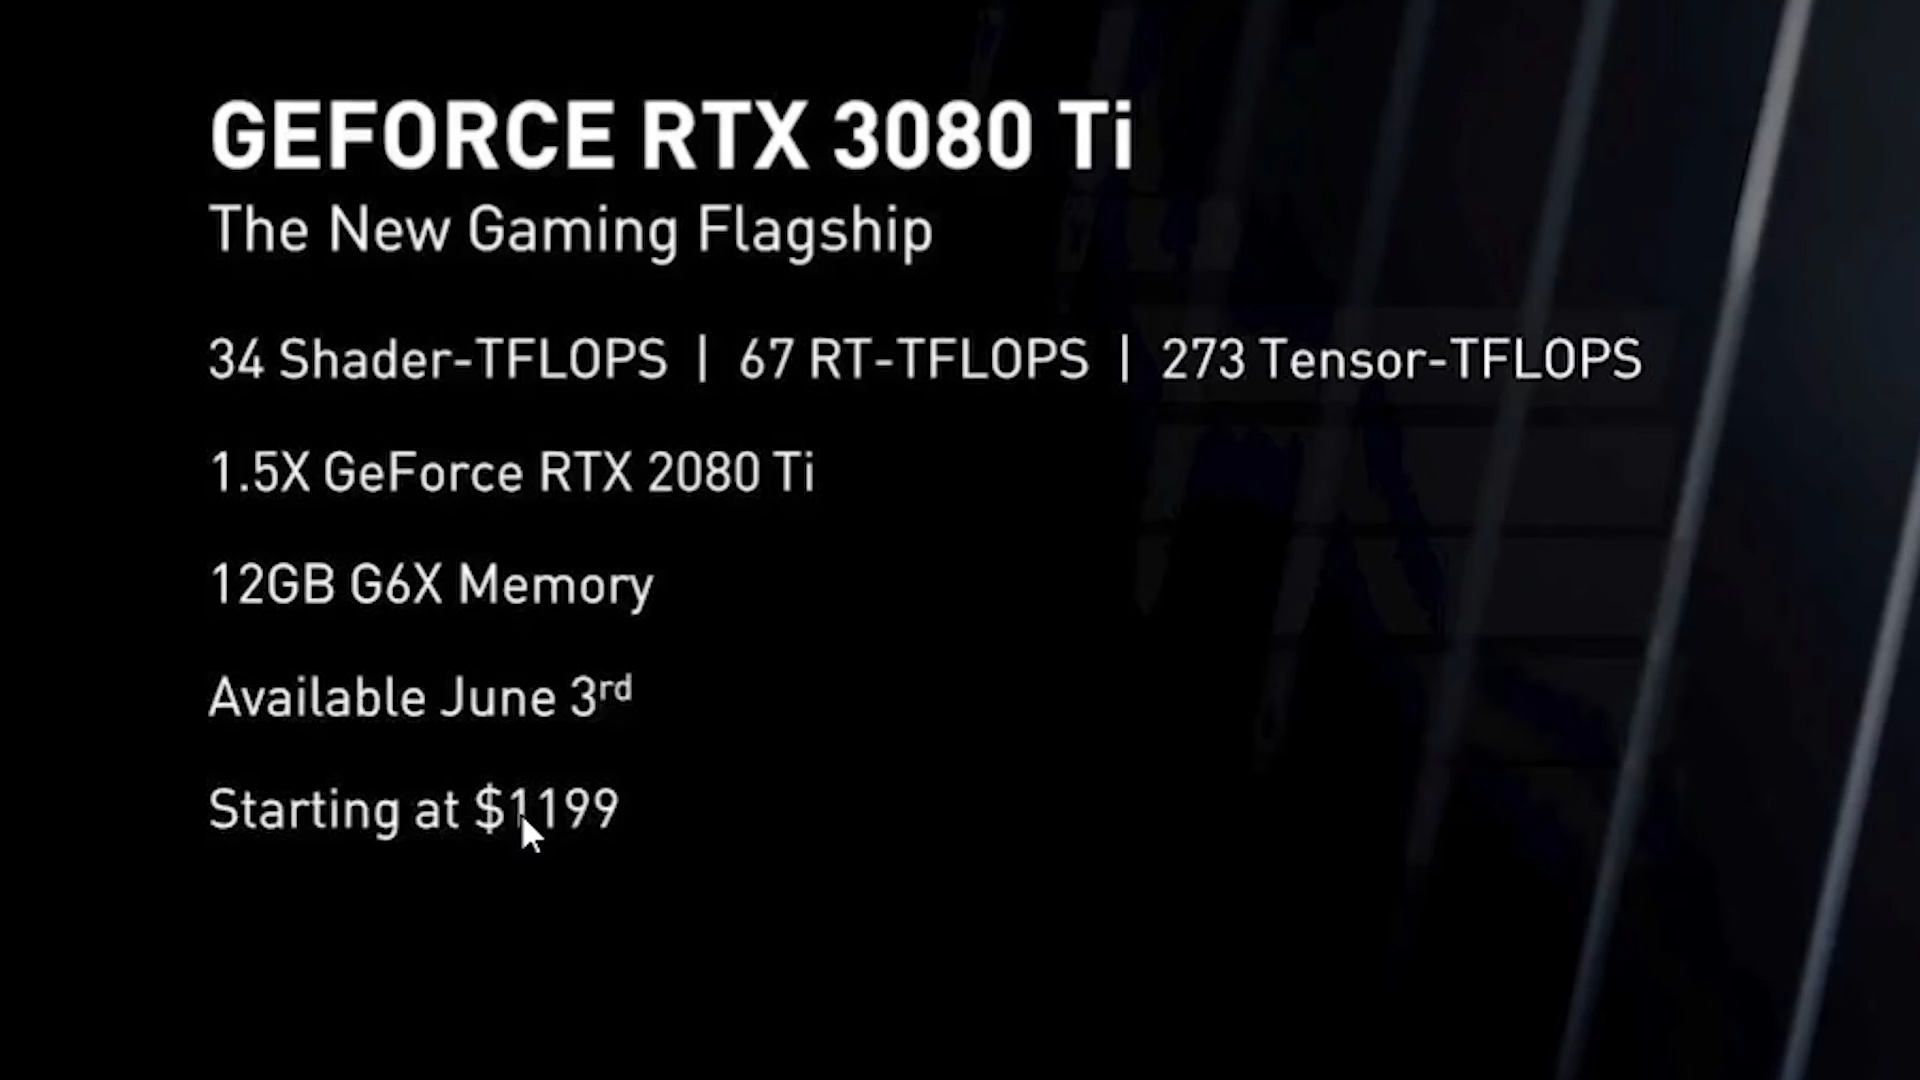 GEFORCE RTX 3080 Ti
The New Gaming Flagship
34 Shader-TFLOPS | 67 RT-TFLOPS | 273 Tensor-TFLOPS
1.5X GeForce RTX 2080 Ti
12GB G6X Memory
Available June 3rd
Starting at $1199